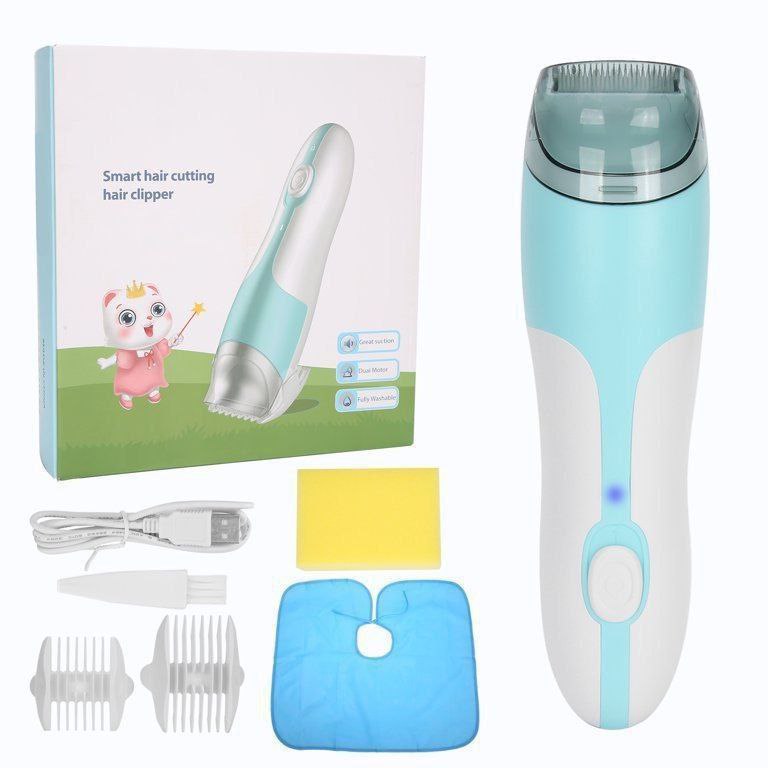 Smart hair cutting
hair clipper
Great suction
Dual Motor
Fully Washable